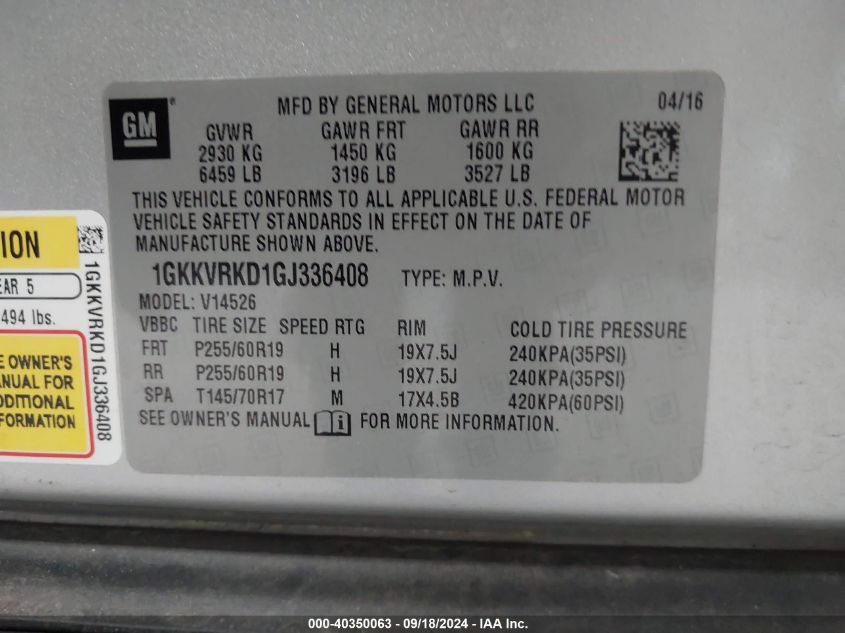 GM
MFD BY GENERAL MOTORS LLC 04/16
GVWR GAWR FRT GAWR RR
2930 KG 1450 KG 1600 KG
6459 LB 3196 LB 3527 LB
THIS VEHICLE CONFORMS TO ALL APPLICABLE U.S. FEDERAL MOTOR
VEHICLE SAFETY STANDARDS IN EFFECT ON THE DATE OF
MANUFACTURE SHOWN ABOVE.
1GKKVRKD1GJ336408 TYPE: M.P.V.
MODEL: V14526
VBBC TIRE SIZE SPEED RTG RIM COLD TIRE PRESSURE
FRT P255/60R19 H 19X7.5J 240KPA(35PSI)
RR P255/60R19 H 19X7.5J 240KPA(35PSI)
SPA T145/70R17 M 17X4.5B 420KPA(60PSI)
SEE OWNER'S MANUAL i FOR MORE INFORMATION.
ION
EAR 5
494 lbs.
E OWNER'S
ANUAL FOR
DDITIONAL
FORMATION
1GKKVRKD1GJ336408
000-40350063 - 09/18/2024 - IAA Inc.